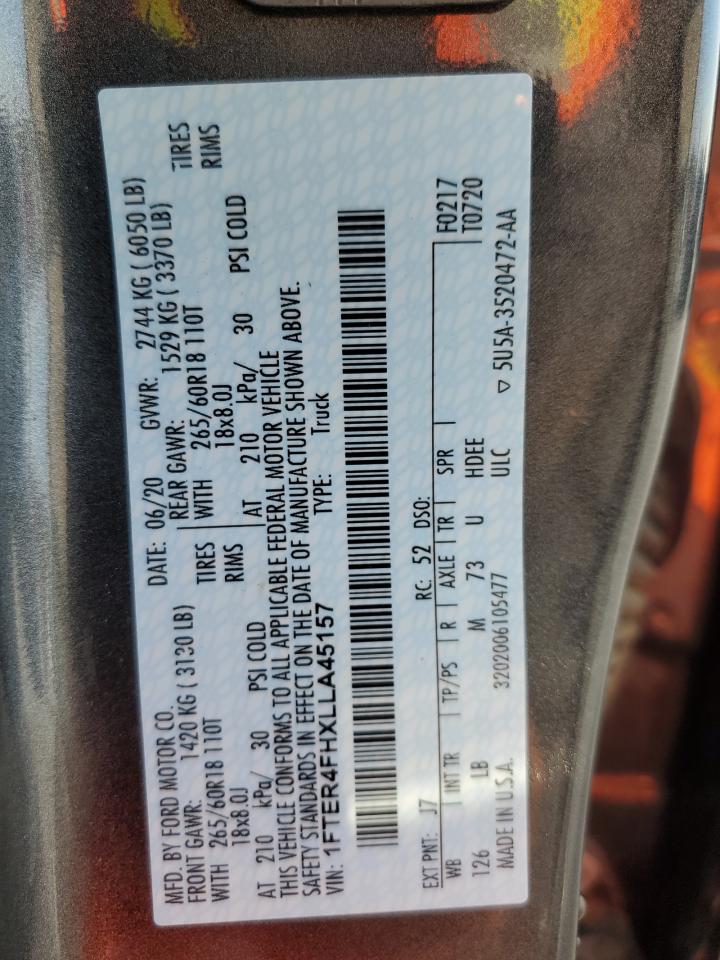 MFD. BY FORD MOTOR CO. DATE: 06/20 GVWR: 2744 KG ( 6050 LB)
FRONT GAWR: 1420 KG ( 3130 LB) REAR GAWR: 1529 KG ( 3370 LB)
WITH 265/60R18 110T TIRES WITH 265/60R18 110T TIRES
18x8.0J RIMS 18x8.0J RIMS
AT 210 kPa/ 30 PSI COLD AT 210 kPa/ 30 PSI COLD
THIS VEHICLE CONFORMS TO ALL APPLICABLE FEDERAL MOTOR VEHICLE
SAFETY STANDARDS IN EFFECT ON THE DATE OF MANUFACTURE SHOWN ABOVE.
VIN: 1FTER4FHXLLA45157 TYPE: Truck
EXT PNT: J7 RC: 52 DSO: F0217
WB INT TR TP/PS R AXLE TR SPR T0720
126 LB M 73 U HDEE
MADE IN U.S.A. 3202006105477 ULC ▽ 5U5A-3520472-AA